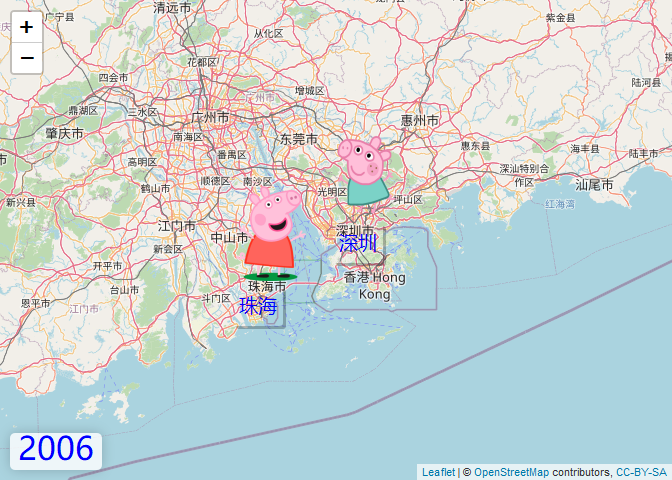 +
−
清远市
广宁县
从化区
紫金县
花都区
四会市
增城区
陆河县
广州市
鼎湖区
三水区
广州市
惠州市
肇庆市
南海区
东莞市
番禺区
惠东县
海丰县
陆丰市
高明区
深汕特别合
作区
鹤山市
顺德区
南沙区
光明区
坪山区
汕尾市
新兴县
红海湾
江门市
中山市
深圳市
深圳
新会区
开平市
香港 Hong
Kong
台山市
斗门区
珠海市
恩平市
江门市
珠海
2006
Leaflet | © OpenStreetMap contributors, CC-BY-SA